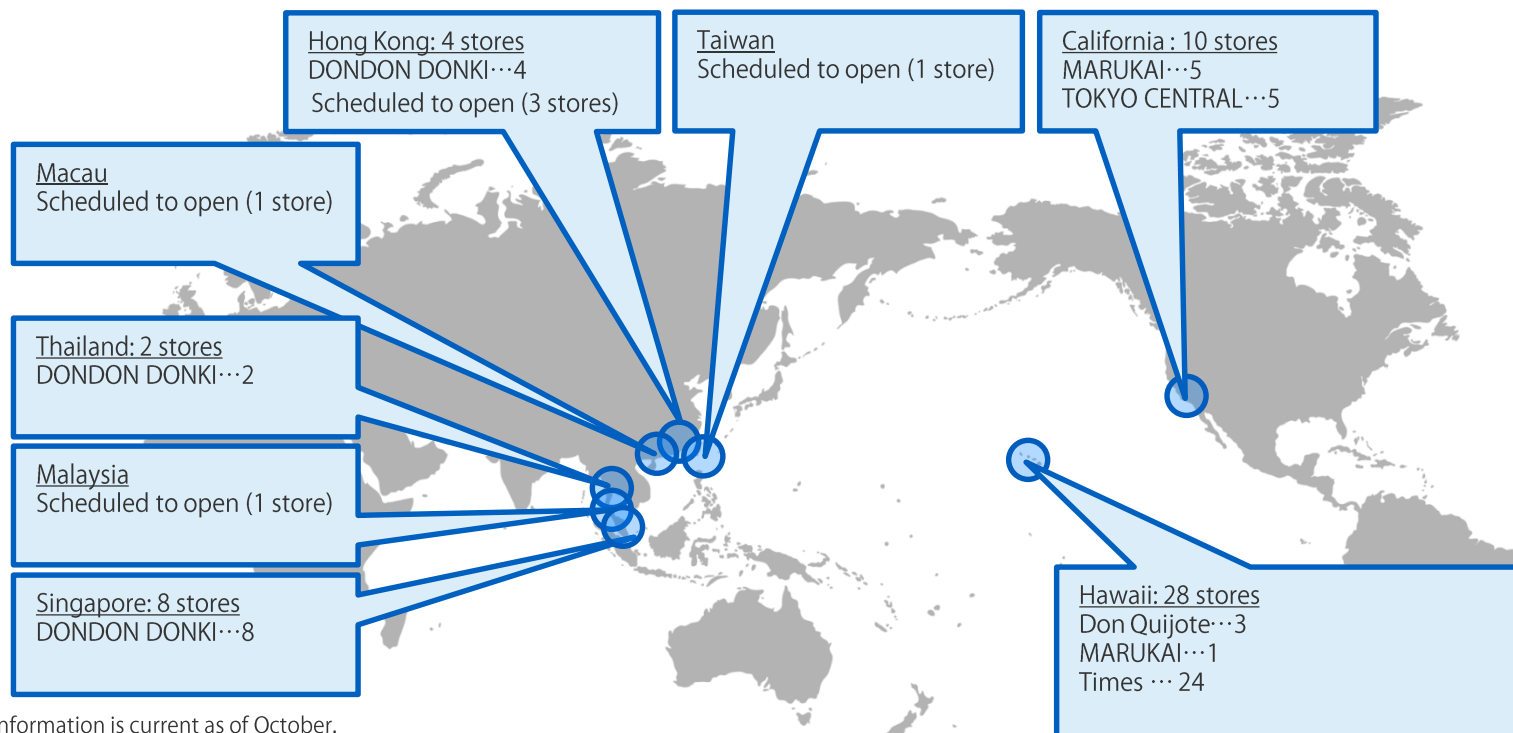 Hong Kong: 4 stores
DONDON DONKI…4
Scheduled to open (3 stores)
Taiwan
Scheduled to open (1 store)
California : 10 stores
MARUKAI…5
TOKYO CENTRAL…5
Macau
Scheduled to open (1 store)
Thailand: 2 stores
DONDON DONKI…2
Malaysia
Scheduled to open (1 store)
Singapore: 8 stores
DONDON DONKI…8
Hawaii: 28 stores
Don Quijote…3
MARUKAI…1
Times … 24
nformation is current as of October.